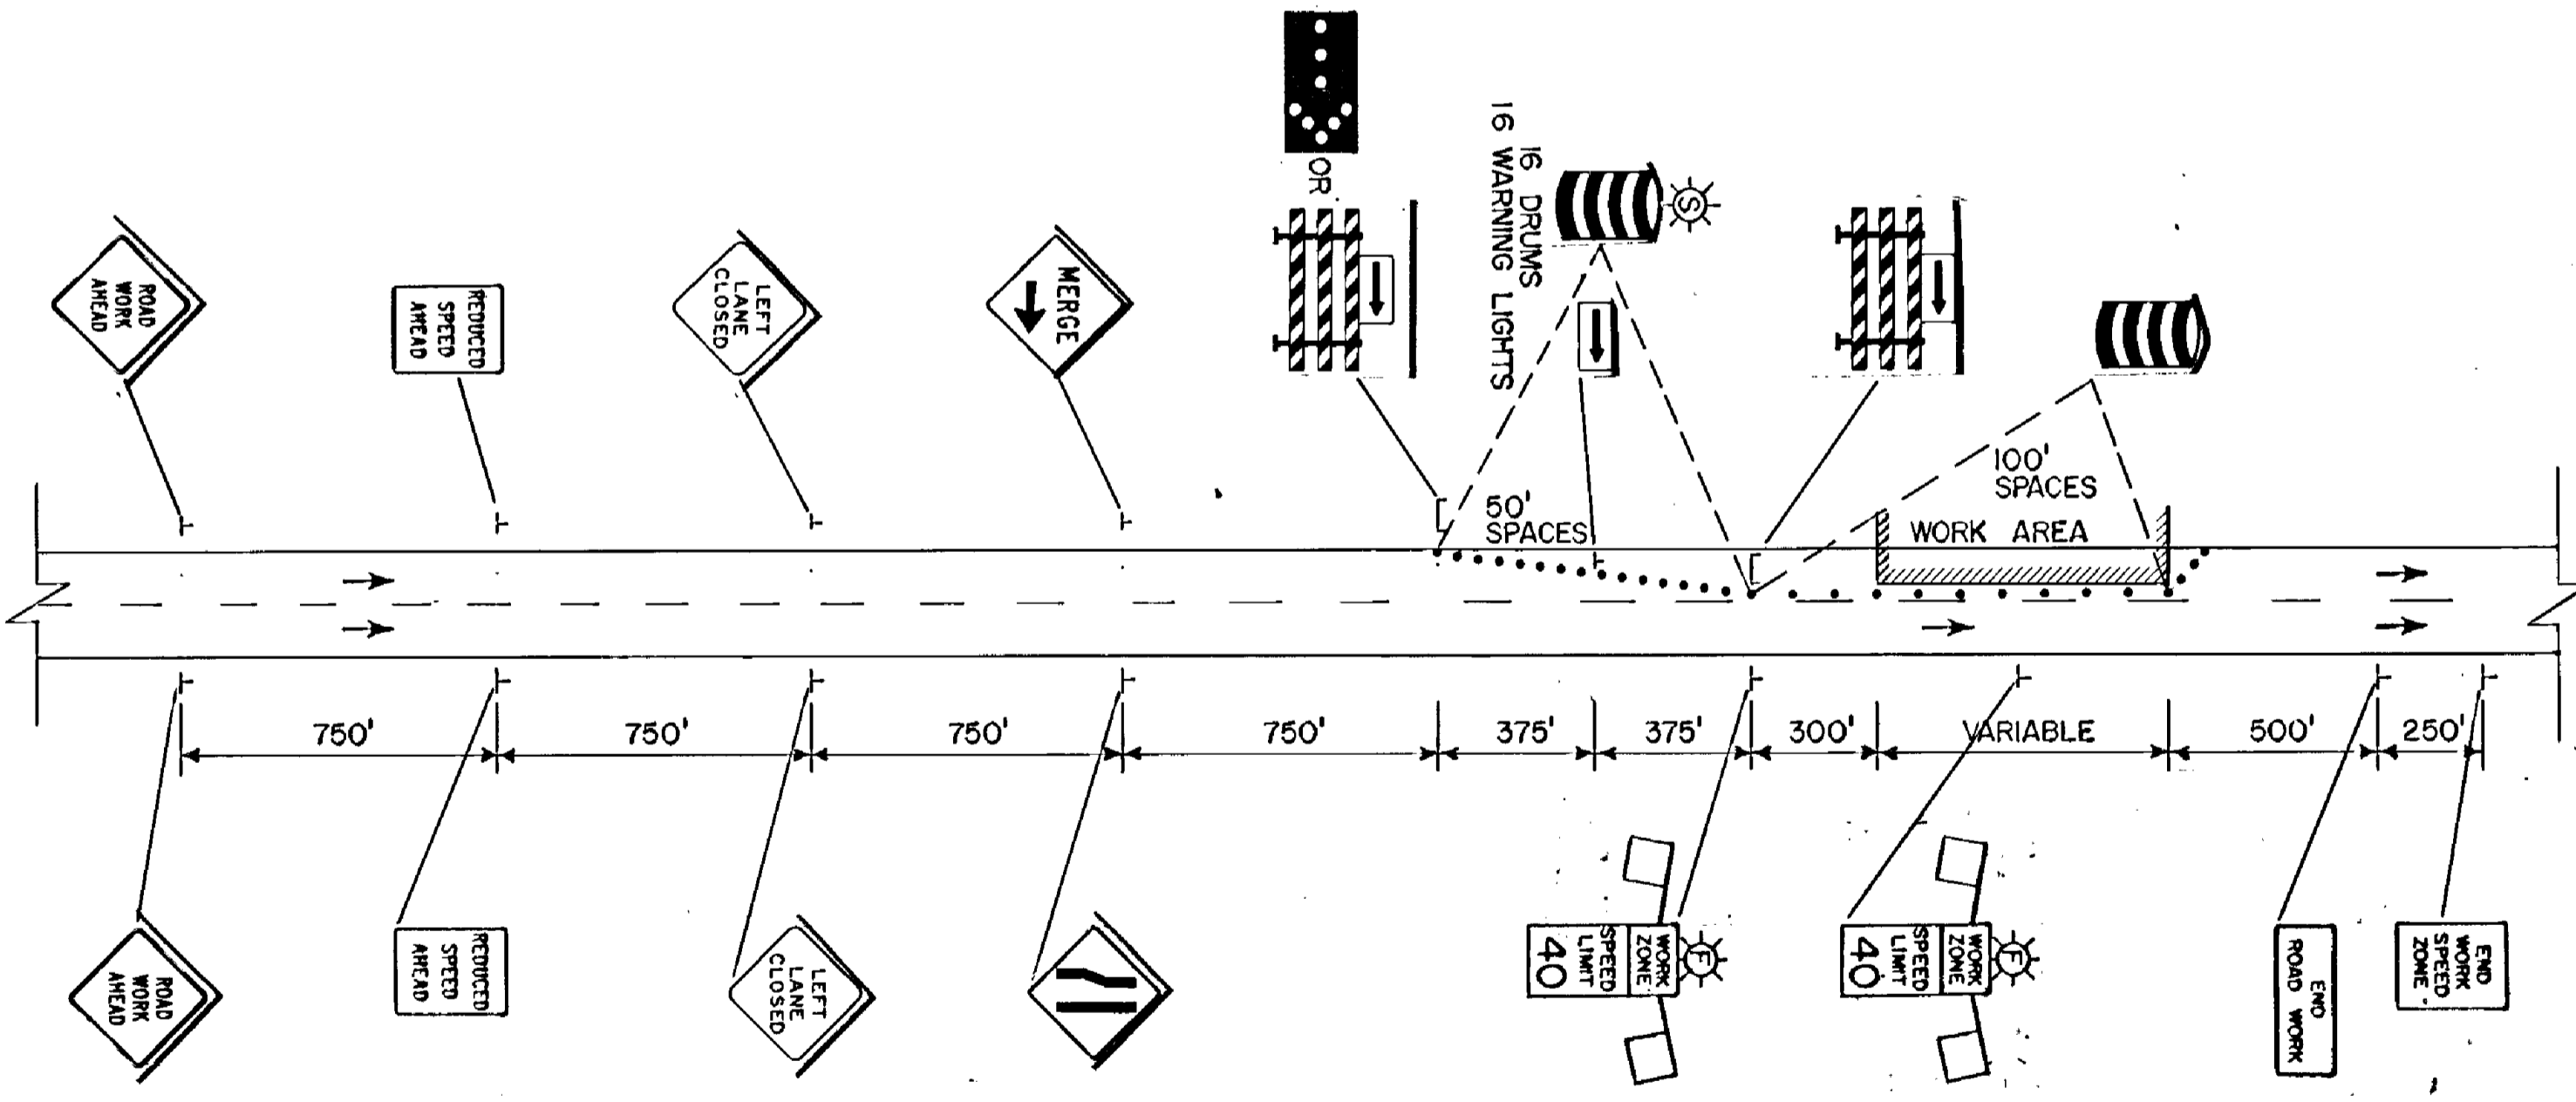 OR
16 DRUMS
16 WARNING LIGHTS
ROAD
WORK
AHEAD
REDUCED
SPEED
AHEAD
LEFT
LANE
CLOSED
MERGE
S
50'
SPACES
100'
SPACES
WORK AREA
750'
750'
750'
750'
375'
375'
300'
VARIABLE
500'
250'
ROAD
WORK
AHEAD
REDUCED
SPEED
AHEAD
LEFT
LANE
CLOSED
F
WORK
ZONE
SPEED
LIMIT
40
F
WORK
ZONE
SPEED
LIMIT
40
END
ROAD WORK
END
WORK
SPEED
ZONE